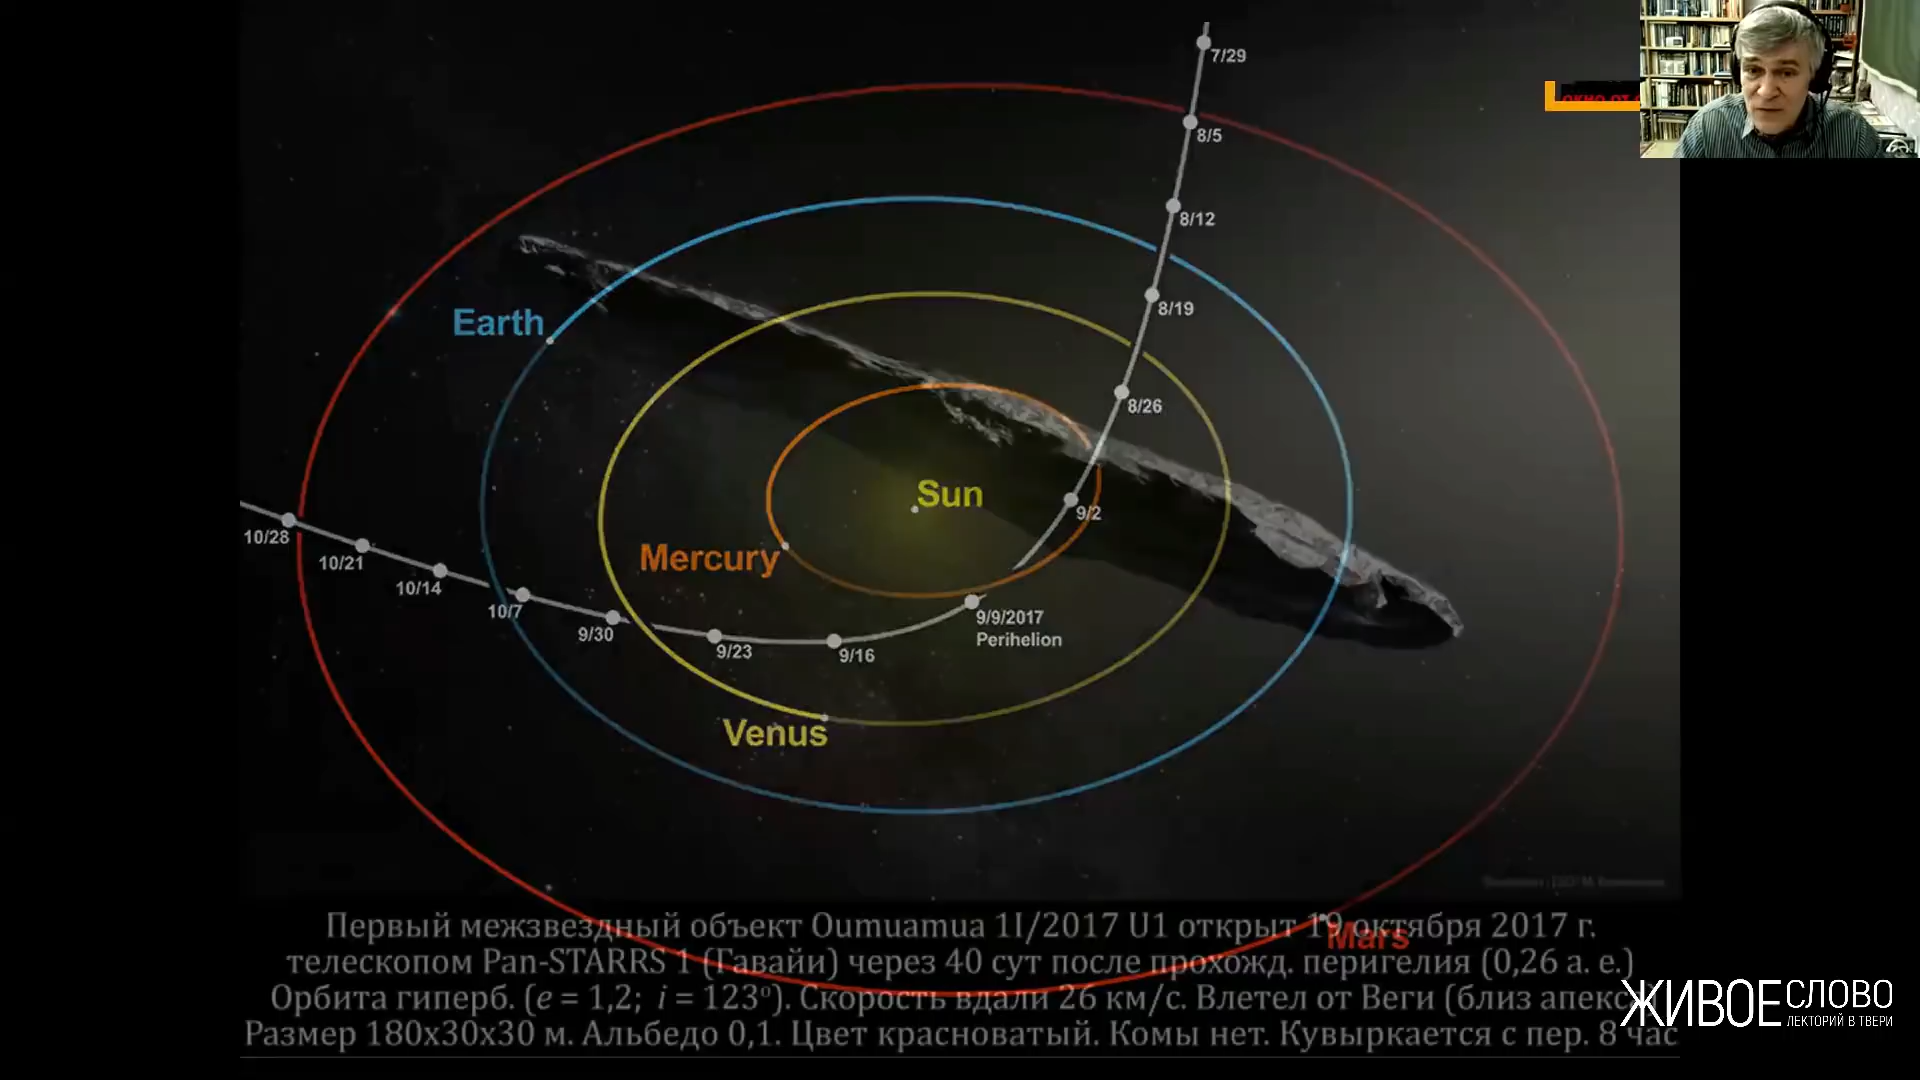 7/29
8/5
8/12
8/19
8/26
9/2
9/9/2017
Perihelion
9/16
9/23
9/30
10/7
10/14
10/21
10/28
Earth
Sun
Mercury
Venus
Mars
Первый межзвездный объект Oumuamua 1I/2017 U1 открыт 19 октября 2017 г.
телескопом Pan-STARRS 1 (Гавайи) через 40 сут после прохожд. перигелия (0,26 а. е.)
Орбита гиперб. (e = 1,2; i = 123°). Скорость вдали 26 км/с. Влетел от Веги (близ
Размер 180x30x30 м. Альбедо 0,1. Цвет красноватый. Комы нет. Кувыркается с пер. 8 час
ЖИВОЕ СЛОВО
ЛЕКТОРИЙ В ТВЕРИ